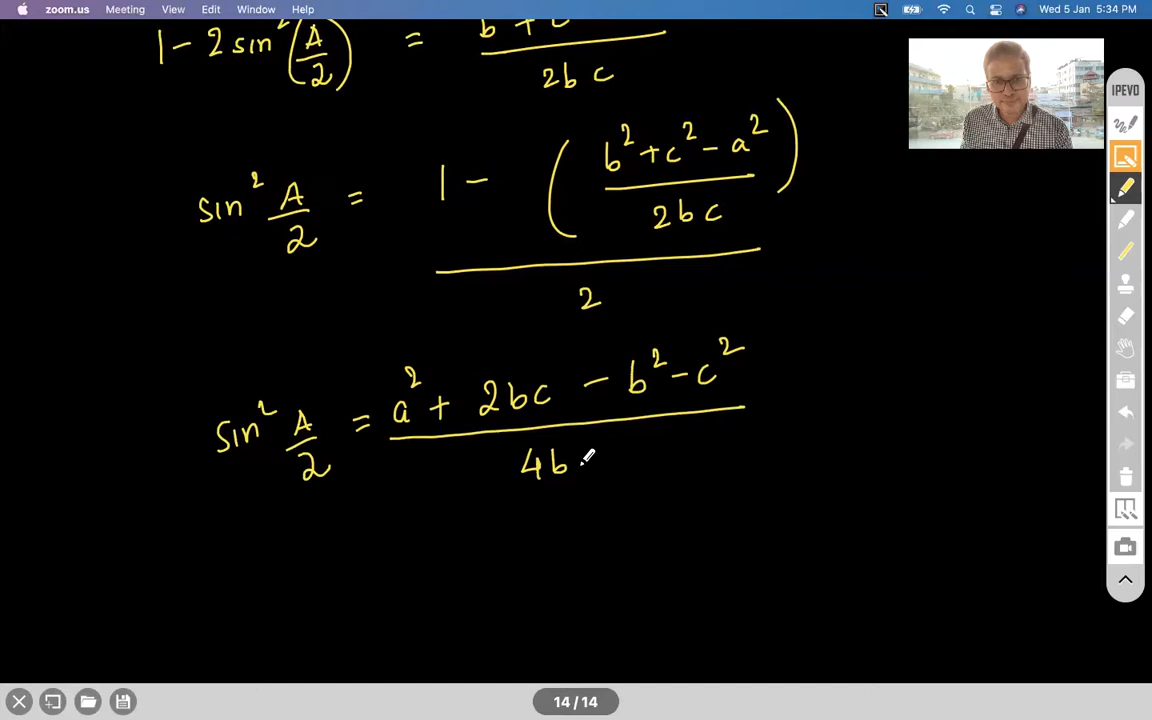 zoom.us Meeting View Edit Window Help Wed 5 Jan 5:34 PM
IPEVO
1 - 2 sin² (A/2) = b + c / 2bc
sin² A/2 = 1 - (b² + c² - a² / 2bc) / 2
sin² A/2 = a² + 2bc - b² - c² / 4b
14/14